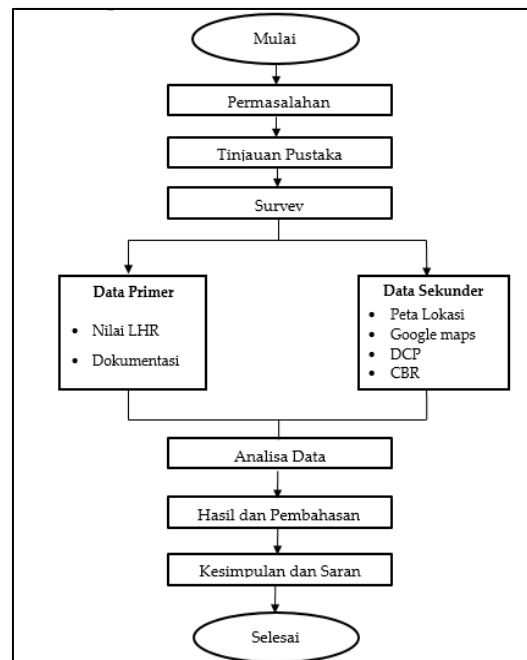 Mulai
Permasalahan
Tinjauan Pustaka
Survey
Data Primer
• Nilai LHR
• Dokumentasi
Data Sekunder
• Peta Lokasi
• Google maps
• DCP
• CBR
Analisa Data
Hasil dan Pembahasan
Kesimpulan dan Saran
Selesai